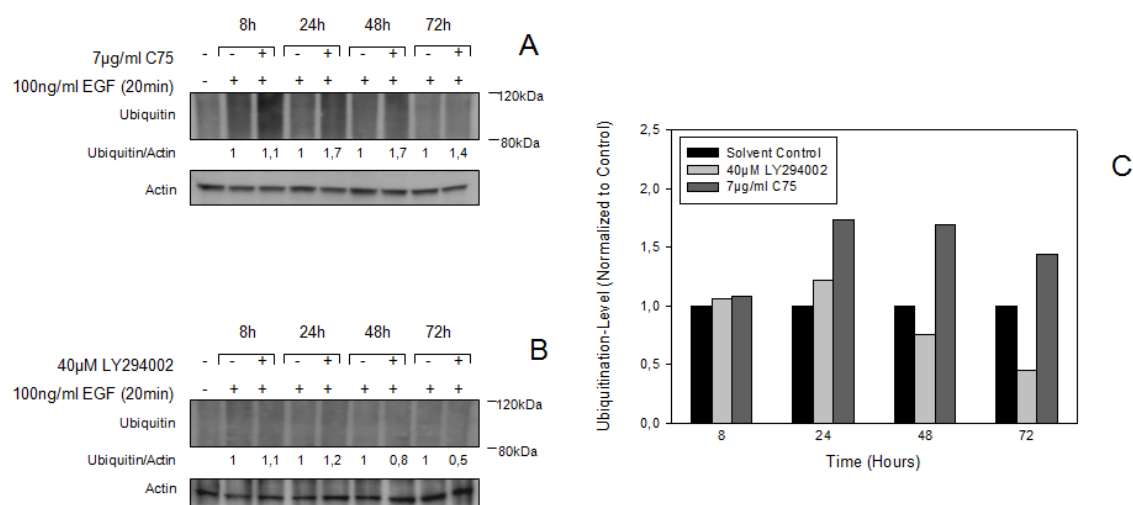 8h 24h 48h 72h
A
7µg/ml C75 - - + - + - + - +
100ng/ml EGF (20min) - + + + + + + + +
120kDa
Ubiquitin
80kDa
Ubiquitin/Actin 1 1,1 1 1,7 1 1,7 1 1,4
Actin
8h 24h 48h 72h
B
40µM LY294002 - - + - + - + - +
100ng/ml EGF (20min) - + + + + + + + +
120kDa
Ubiquitin
80kDa
Ubiquitin/Actin 1 1,1 1 1,2 1 0,8 1 0,5
Actin
C
Ubiquitination-Level (Normalized to Control)
2,5
2,0
1,5
1,0
0,5
0,0
Solvent Control
40µM LY294002
7µg/ml C75
8 24 48 72
Time (Hours)